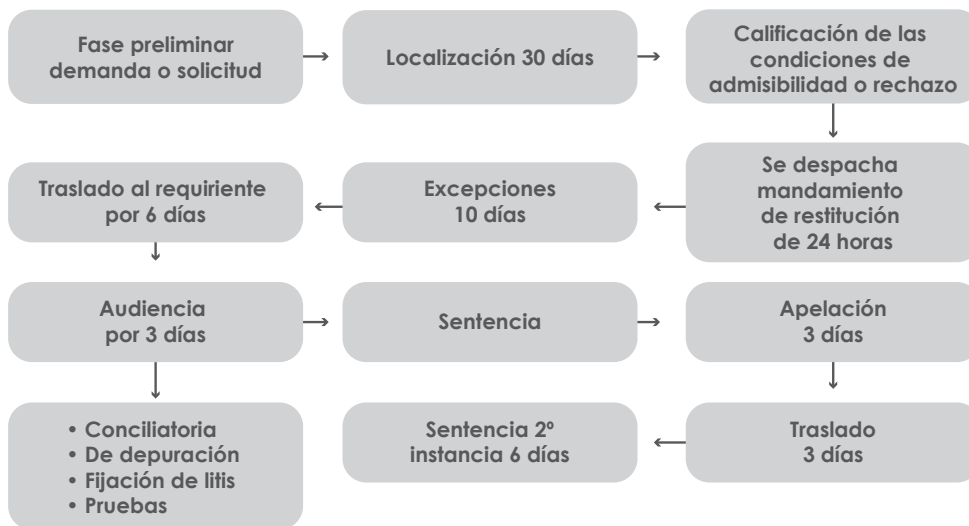 Fase preliminar
demanda o solicitud
Localización 30 días
Calificación de las
condiciones de
admisibilidad o rechazo
Se despacha
mandamiento
de restitución
de 24 horas
Excepciones
10 días
Traslado al requiriente
por 6 días
Audiencia
por 3 días
Sentencia
Apelación
3 días
Traslado
3 días
Sentencia 2º
instancia 6 días
• Conciliatoria
• De depuración
• Fijación de litis
• Pruebas